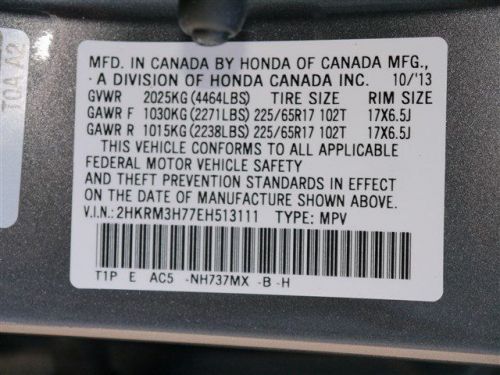 TOA A2
MFD. IN CANADA BY HONDA OF CANADA MFG.,
· A DIVISION OF HONDA CANADA INC. 10/'13
GVWR 2025KG(4464LBS) TIRE SIZE RIM SIZE
GAWR F 1030KG(2271LBS) 225/65R17 102T 17X6.5J
GAWR R 1015KG(2238LBS) 225/65R17 102T 17X6.5J
THIS VEHICLE CONFORMS TO ALL APPLICABLE
FEDERAL MOTOR VEHICLE SAFETY
AND THEFT PREVENTION STANDARDS IN EFFECT
ON THE DATE OF MANUFACTURE SHOWN ABOVE.
V.I.N.: 2HKRM3H77EH513111 TYPE: MPV
T1P E AC5 -NH737MX -B -H